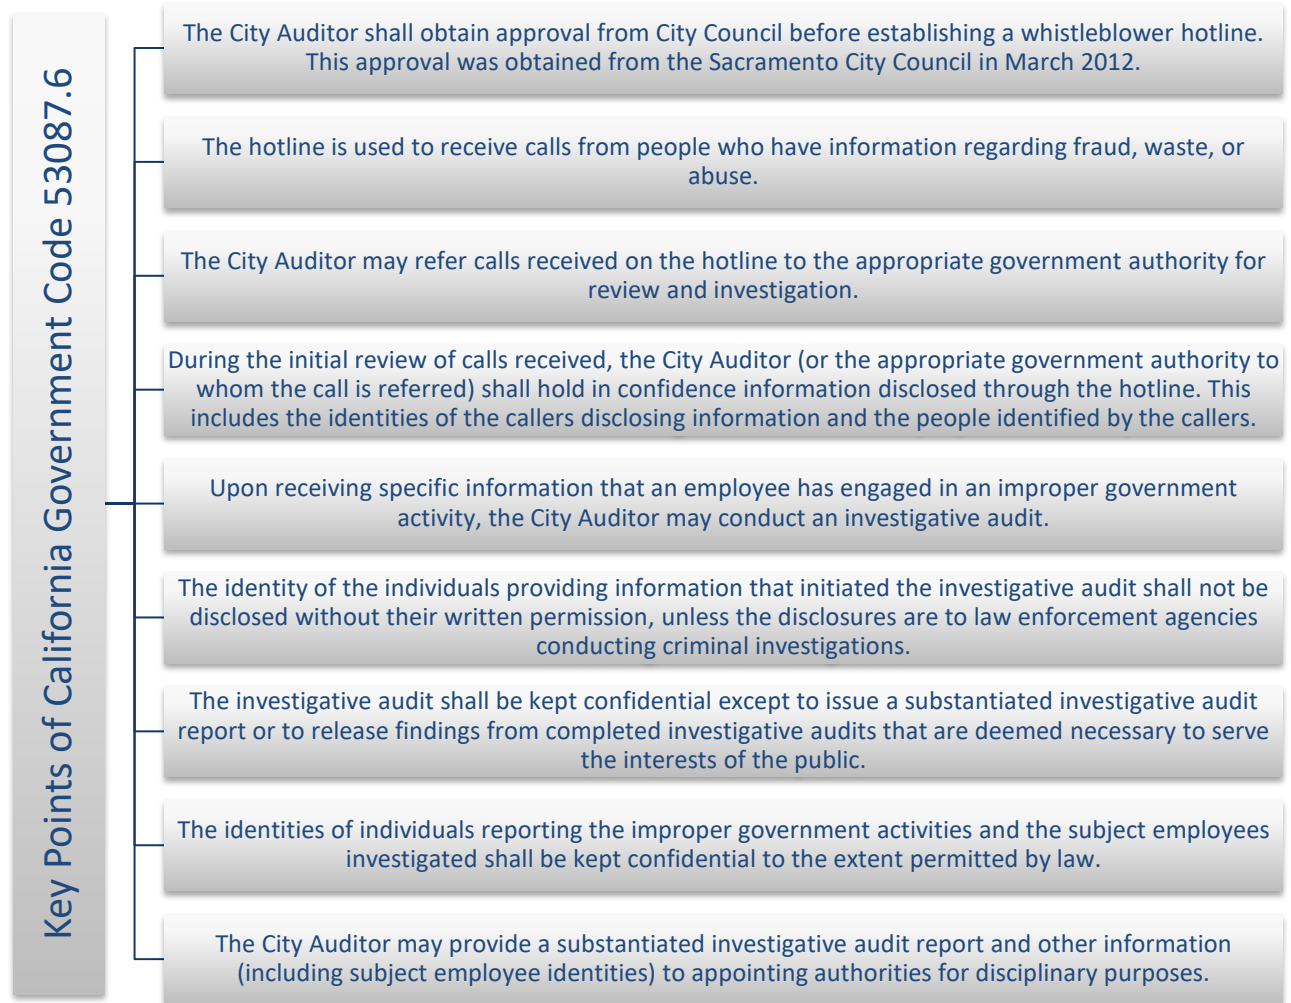 Key Points of California Government Code 53087.6
The City Auditor shall obtain approval from City Council before establishing a whistleblower hotline.
This approval was obtained from the Sacramento City Council in March 2012.
The hotline is used to receive calls from people who have information regarding fraud, waste, or
abuse.
The City Auditor may refer calls received on the hotline to the appropriate government authority for
review and investigation.
During the initial review of calls received, the City Auditor (or the appropriate government authority to
whom the call is referred) shall hold in confidence information disclosed through the hotline. This
includes the identities of the callers disclosing information and the people identified by the callers.
Upon receiving specific information that an employee has engaged in an improper government
activity, the City Auditor may conduct an investigative audit.
The identity of the individuals providing information that initiated the investigative audit shall not be
disclosed without their written permission, unless the disclosures are to law enforcement agencies
conducting criminal investigations.
The investigative audit shall be kept confidential except to issue a substantiated investigative audit
report or to release findings from completed investigative audits that are deemed necessary to serve
the interests of the public.
The identities of individuals reporting the improper government activities and the subject employees
investigated shall be kept confidential to the extent permitted by law.
The City Auditor may provide a substantiated investigative audit report and other information
(including subject employee identities) to appointing authorities for disciplinary purposes.